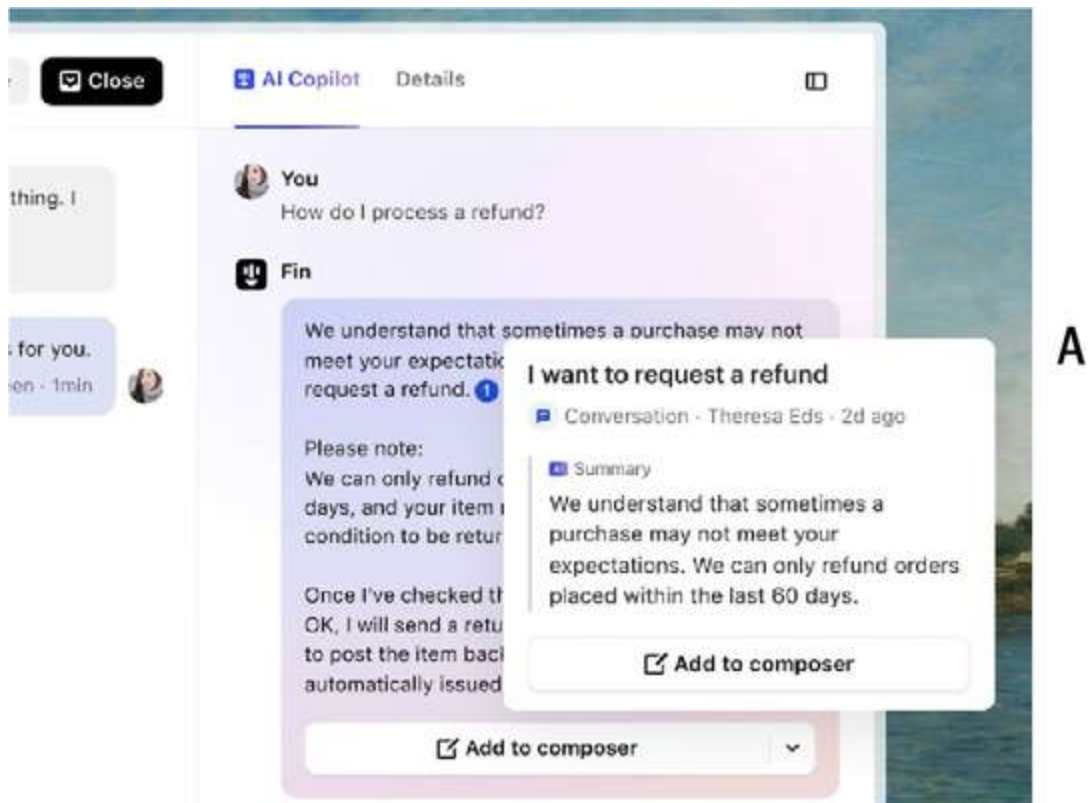 Close
AI Copilot Details
thing. I
You
How do I process a refund?
Fin
for you.
1min
We understand that sometimes a purchase may not
meet your expectatio
request a refund. 1
Please note:
We can only refund
days, and your item
condition to be retur
Once I've checked th
OK, I will send a retu
to post the item back
automatically issued
Add to composer
I want to request a refund
Conversation · Theresa Eds · 2d ago
AI Summary
We understand that sometimes a
purchase may not meet your
expectations. We can only refund orders
placed within the last 60 days.
Add to composer
A